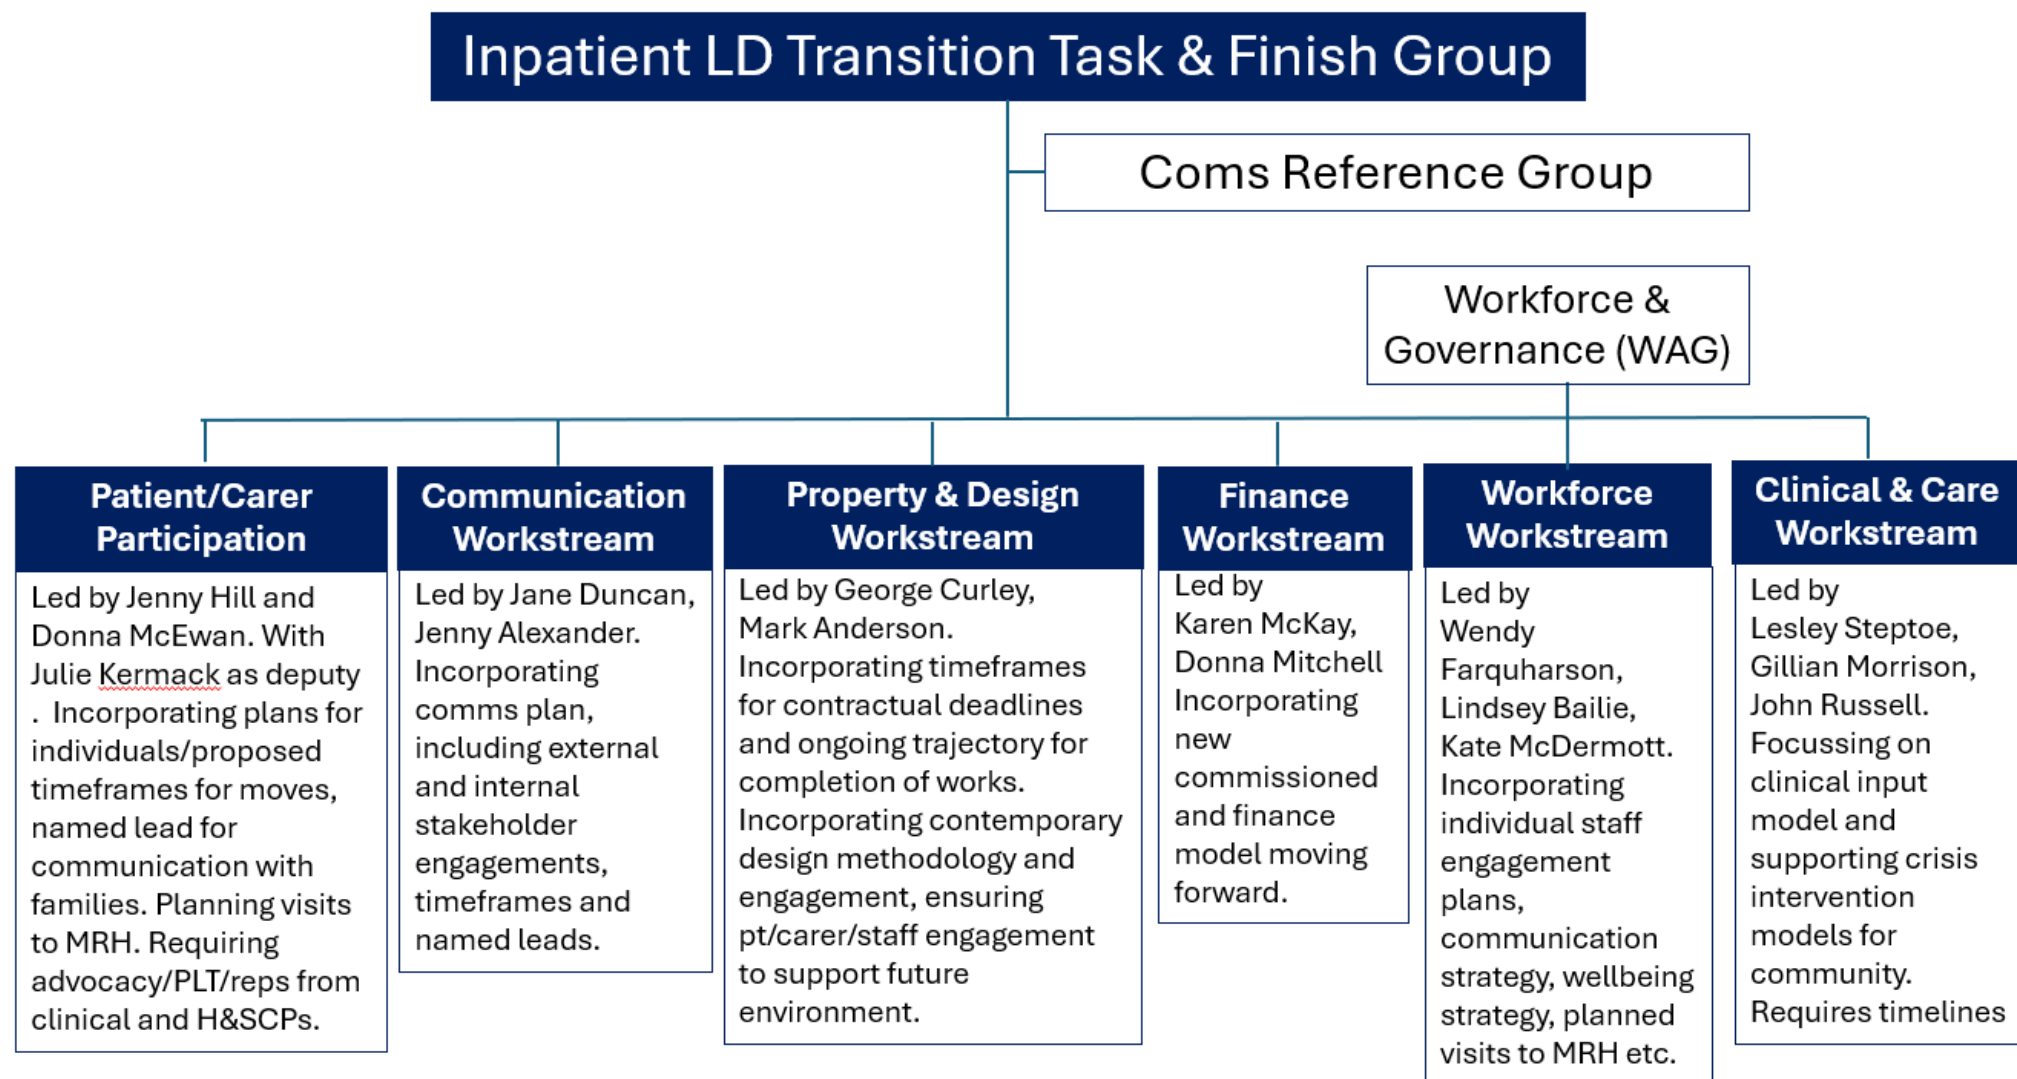 Inpatient LD Transition Task & Finish Group
Coms Reference Group
Workforce &
Governance (WAG)
Patient/Carer
Participation
Led by Jenny Hill and
Donna McEwan. With
Julie Kermack as deputy
.  Incorporating plans for
individuals/proposed
timeframes for moves,
named lead for
communication with
families. Planning visits
to MRH. Requiring
advocacy/PLT/reps from
clinical and H&SCPs.
Communication
Workstream
Led by Jane Duncan,
Jenny Alexander.
Incorporating
comms plan,
including external
and internal
stakeholder
engagements,
timeframes and
named leads.
Property & Design
Workstream
Led by George Curley,
Mark Anderson.
Incorporating timeframes
for contractual deadlines
and ongoing trajectory for
completion of works.
Incorporating contemporary
design methodology and
engagement, ensuring
pt/carer/staff engagement
to support future
environment.
Finance
Workstream
Led by
Karen McKay,
Donna Mitchell
Incorporating
new
commissioned
and finance
model moving
forward.
Workforce
Workstream
Led by
Wendy
Farquharson,
Lindsey Bailie,
Kate McDermott.
Incorporating
individual staff
engagement
plans,
communication
strategy, wellbeing
strategy, planned
visits to MRH etc.
Clinical & Care
Workstream
Led by
Lesley Steptoe,
Gillian Morrison,
John Russell.
Focussing on
clinical input
model and
supporting crisis
intervention
models for
community.
Requires timelines